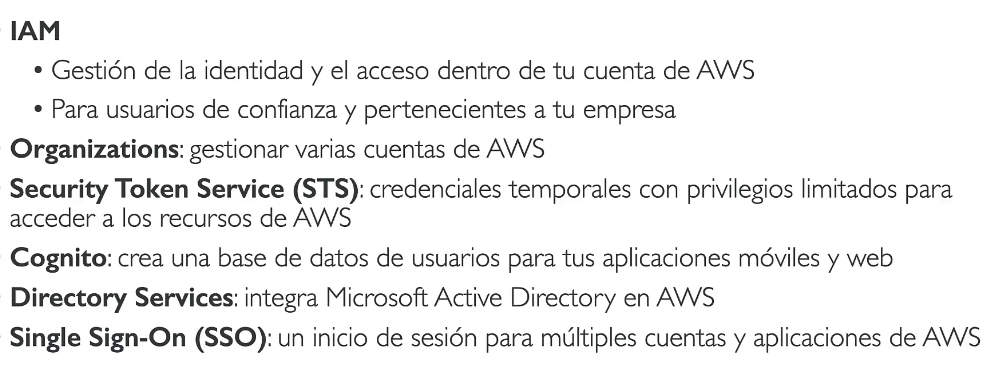 IAM
• Gestión de la identidad y el acceso dentro de tu cuenta de AWS
• Para usuarios de confianza y pertenecientes a tu empresa
Organizations: gestionar varias cuentas de AWS
Security Token Service (STS): credenciales temporales con privilegios limitados para
acceder a los recursos de AWS
Cognito: crea una base de datos de usuarios para tus aplicaciones móviles y web
Directory Services: integra Microsoft Active Directory en AWS
Single Sign-On (SSO): un inicio de sesión para múltiples cuentas y aplicaciones de AWS